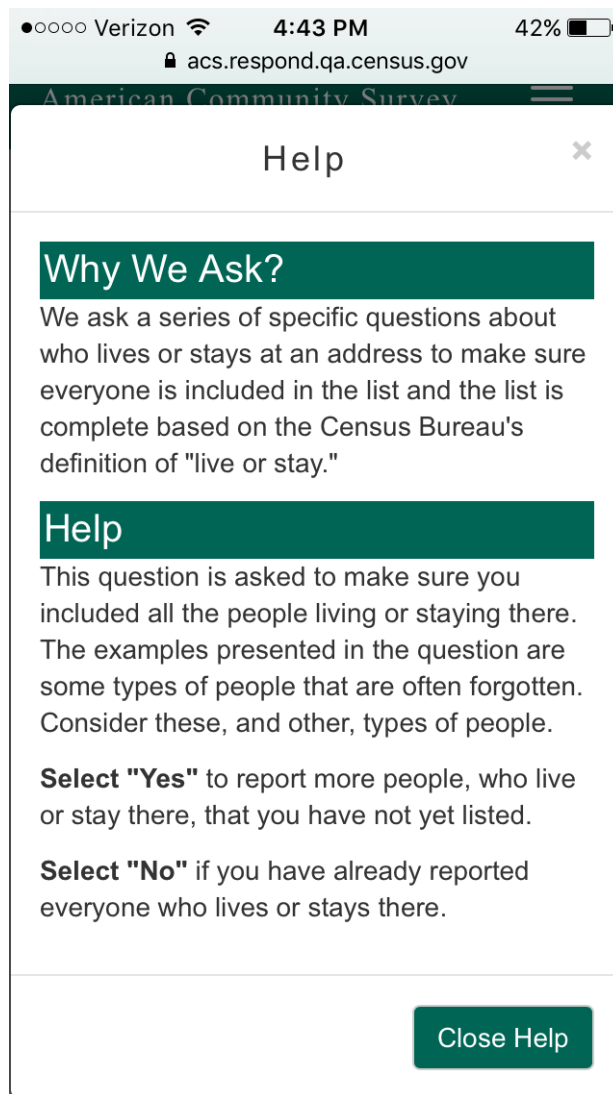 Verizon 4:43 PM 42%
acs.respond.qa.census.gov
American Community Survey
Help ×
Why We Ask?
We ask a series of specific questions about
who lives or stays at an address to make sure
everyone is included in the list and the list is
complete based on the Census Bureau's
definition of "live or stay."
Help
This question is asked to make sure you
included all the people living or staying there.
The examples presented in the question are
some types of people that are often forgotten.
Consider these, and other, types of people.
Select "Yes" to report more people, who live
or stay there, that you have not yet listed.
Select "No" if you have already reported
everyone who lives or stays there.
Close Help